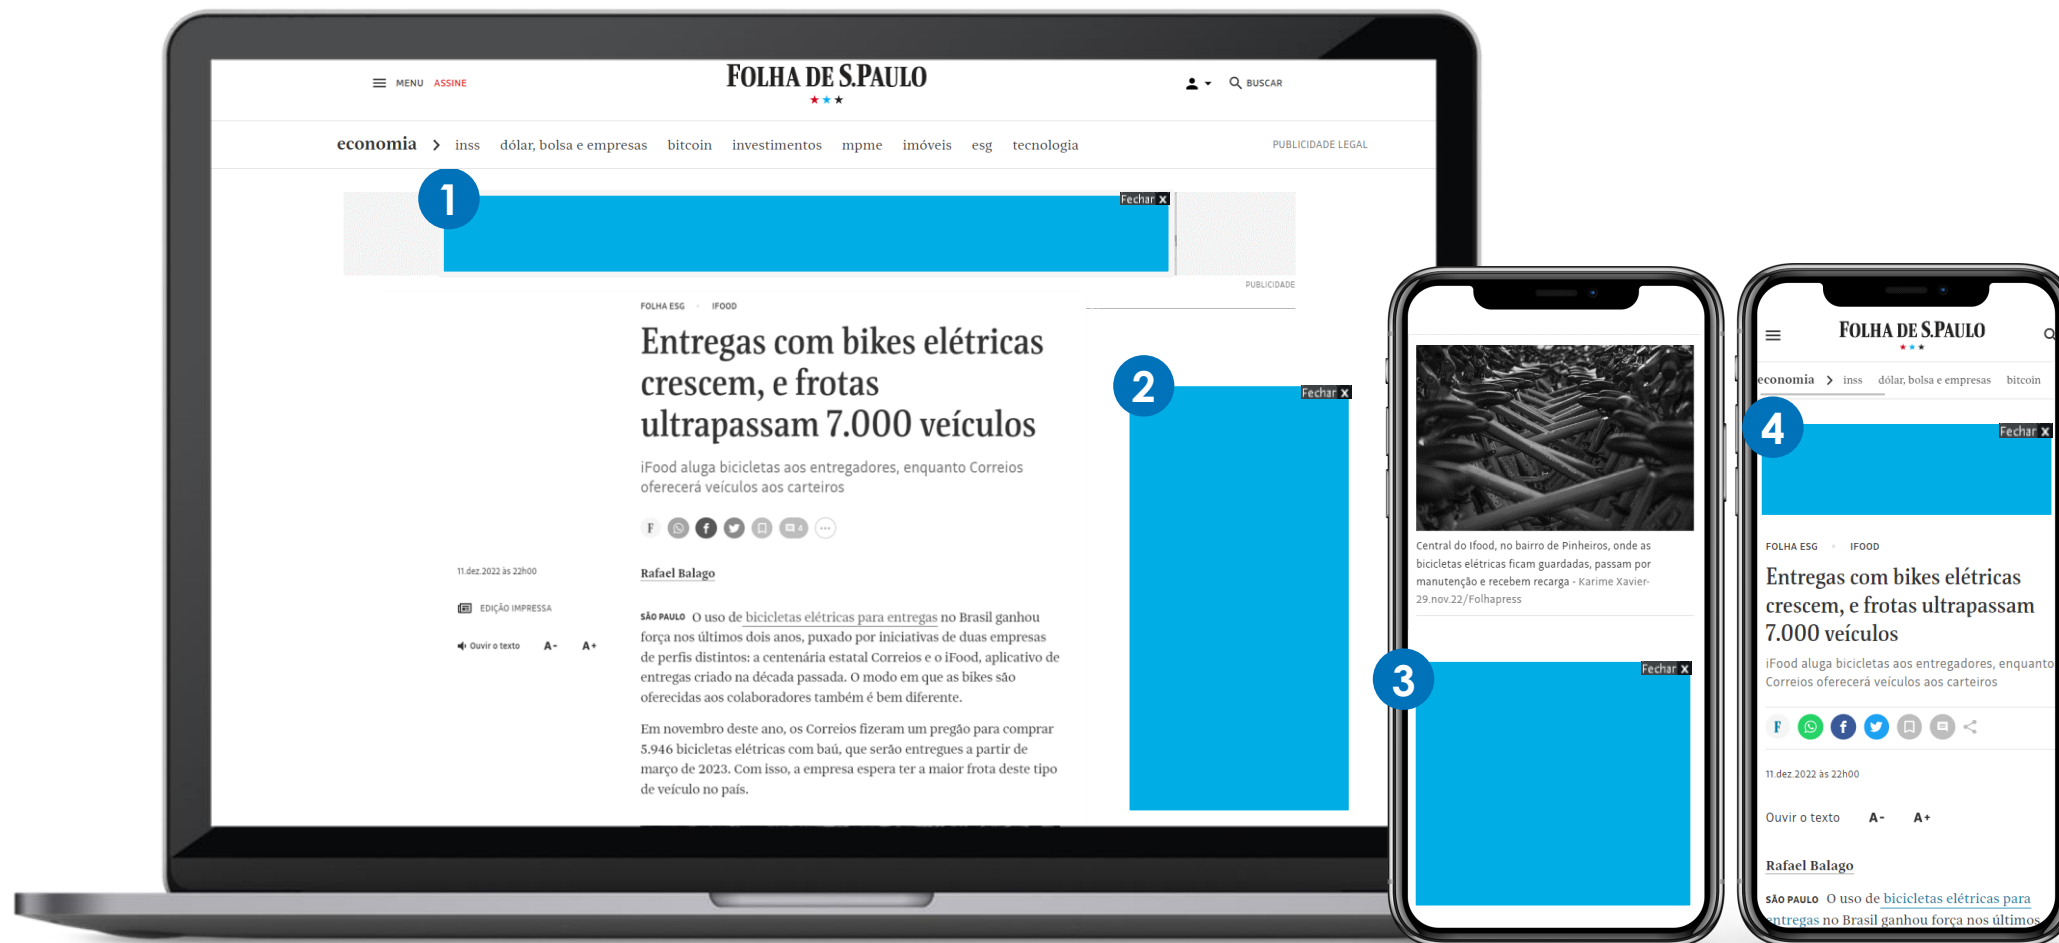 MENU ASSINE
FOLHA DE S.PAULO
BUSCAR
economia > inss dólar, bolsa e empresas bitcoin investimentos mpme imóveis esg tecnologia
PUBLICIDADE LEGAL
1
Fechar X
PUBLICIDADE
FOLHA ESG IFOOD
Entregas com bikes elétricas
crescem, e frotas
ultrapassam 7.000 veículos
iFood aluga bicicletas aos entregadores, enquanto Correios
oferecerá veículos aos carteiros
F f 4 ...
11.dez.2022 às 22h00
EDIÇÃO IMPRESSA
Ouvir o texto A- A+
Rafael Balago
SÃO PAULO O uso de bicicletas elétricas para entregas no Brasil ganhou
força nos últimos dois anos, puxado por iniciativas de duas empresas
de perfis distintos: a centenária estatal Correios e o iFood, aplicativo de
entregas criado na década passada. O modo em que as bikes são
oferecidas aos colaboradores também é bem diferente.
Em novembro deste ano, os Correios fizeram um pregão para comprar
5.946 bicicletas elétricas com baú, que serão entregues a partir de
março de 2023. Com isso, a empresa espera ter a maior frota deste tipo
de veículo no país.
2
Fechar X
Central do Ifood, no bairro de Pinheiros, onde as
bicicletas elétricas ficam guardadas, passam por
manutenção e recebem recarga - Karime Xavier-
29.nov.22/Folhapress
3
Fechar X
FOLHA DE S.PAULO
economia > inss dólar, bolsa e empresas bitcoin
4
Fechar X
FOLHA ESG IFOOD
Entregas com bikes elétricas
crescem, e frotas ultrapassam
7.000 veículos
iFood aluga bicicletas aos entregadores, enquanto
Correios oferecerá veículos aos carteiros
F f
11.dez.2022 às 22h00
Ouvir o texto A- A+
Rafael Balago
SÃO PAULO O uso de bicicletas elétricas para
entregas no Brasil ganhou força nos últimos